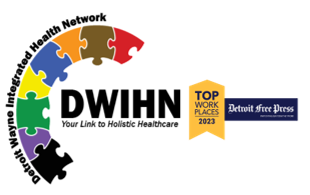 Detroit Wayne Integrated Health Network
DWIHN
Your Link to Holistic Healthcare
TOP
WORK
PLACES
2023
Detroit Free Press